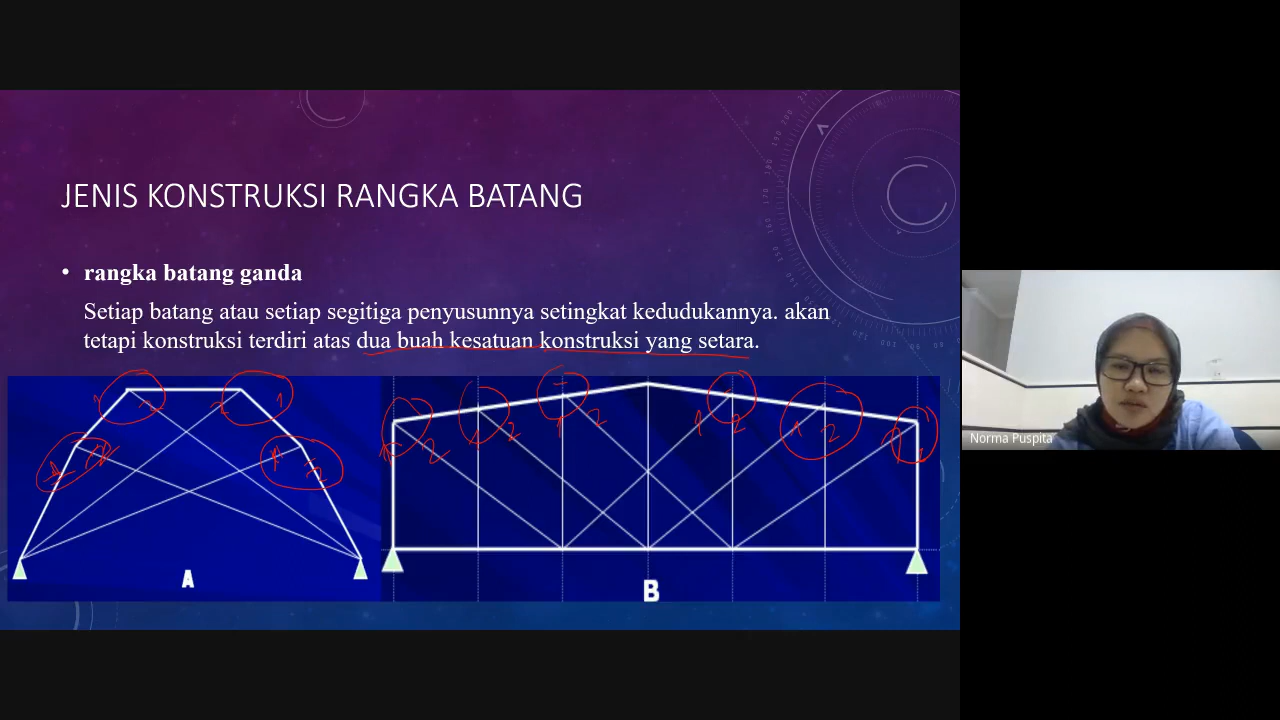 JENIS KONSTRUKSI RANGKA BATANG
• rangka batang ganda
Setiap batang atau setiap segitiga penyusunnya setingkat kedudukannya. akan
tetapi konstruksi terdiri atas dua buah kesatuan konstruksi yang setara.
A
B
Norma Puspita